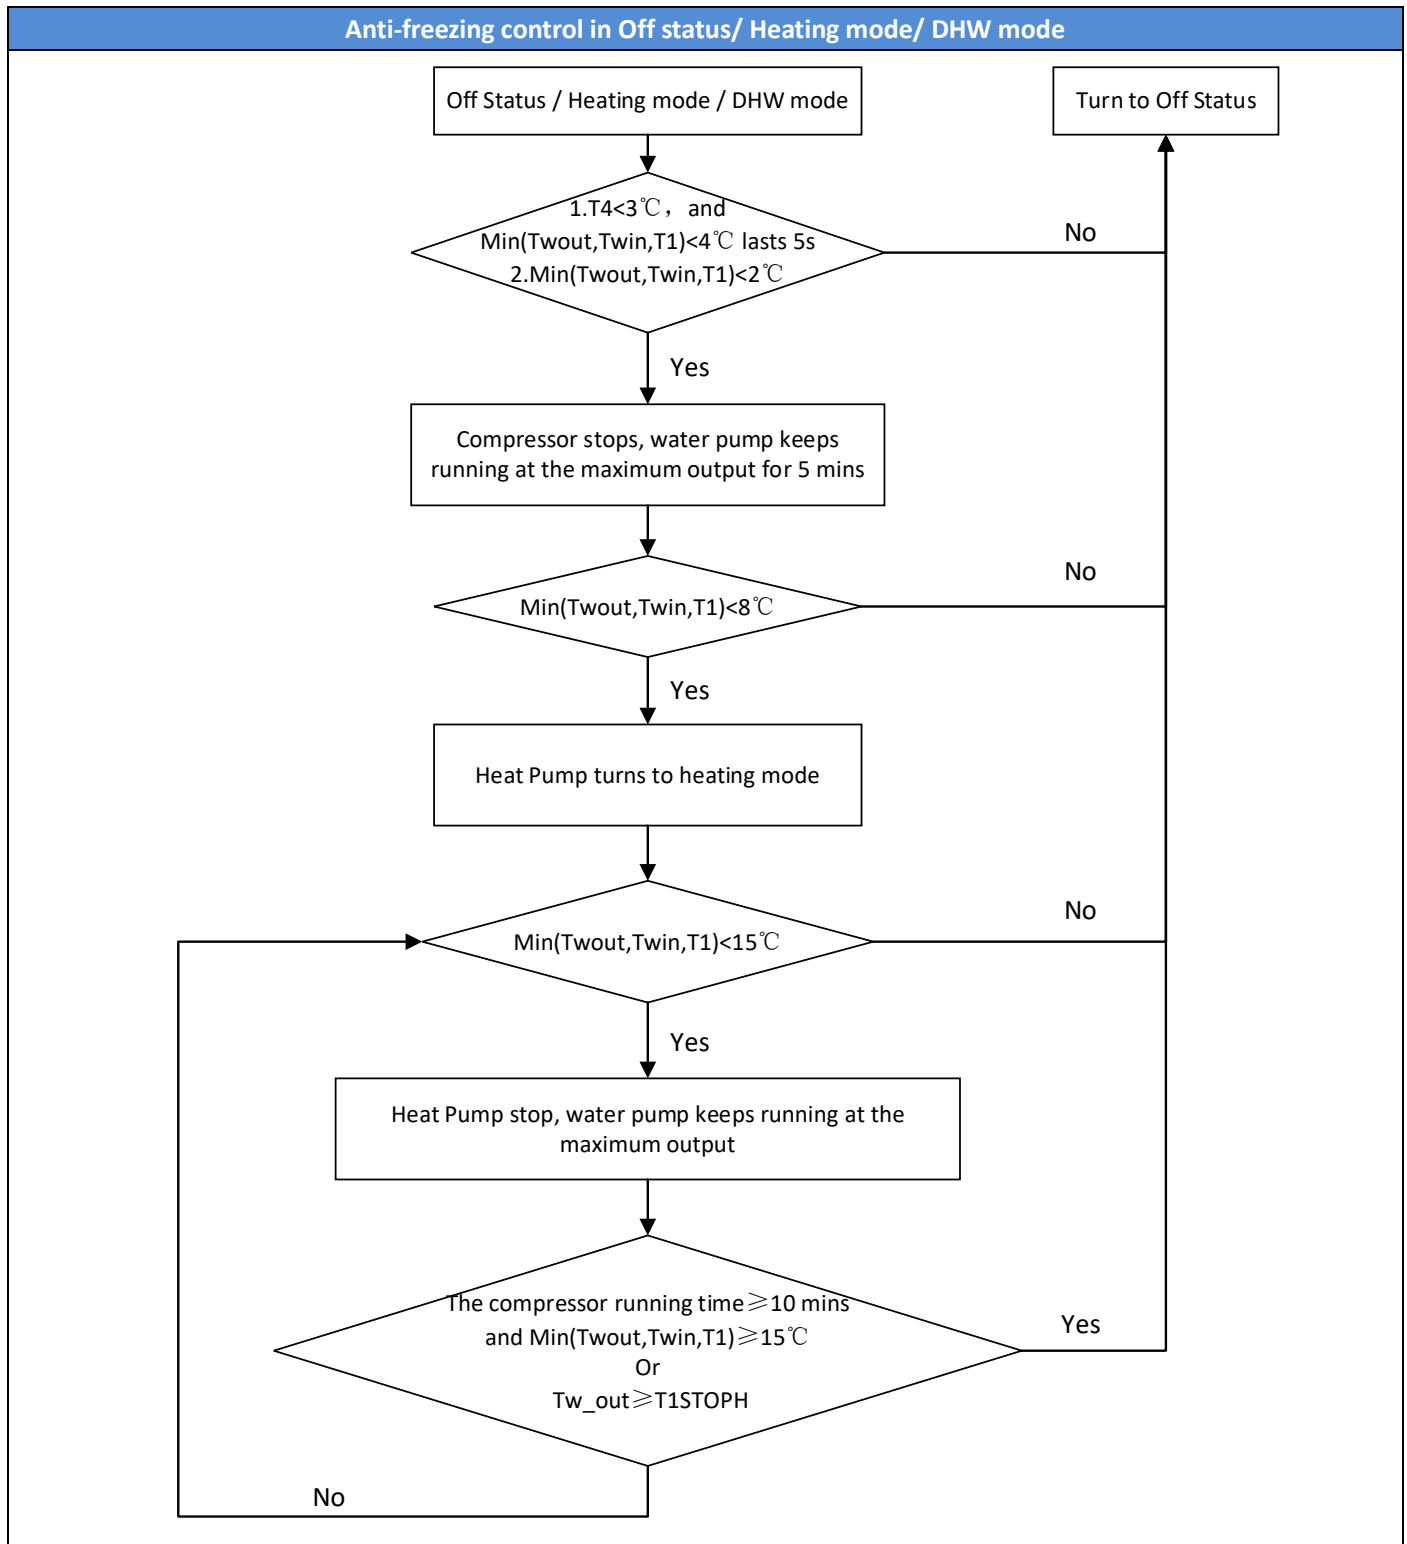 Anti-freezing control in Off status/ Heating mode/ DHW mode
Off Status / Heating mode / DHW mode
Turn to Off Status
1.T4<3℃，and
Min(Twout,Twin,T1)<4℃ lasts 5s
2.Min(Twout,Twin,T1)<2℃
No
Yes
Compressor stops, water pump keeps
running at the maximum output for 5 mins
Min(Twout,Twin,T1)<8℃
No
Yes
Heat Pump turns to heating mode
Min(Twout,Twin,T1)<15℃
No
Yes
Heat Pump stop, water pump keeps running at the
maximum output
The compressor running time≥10 mins
and Min(Twout,Twin,T1)≥15℃
Or
Tw_out≥T1STOPH
Yes
No